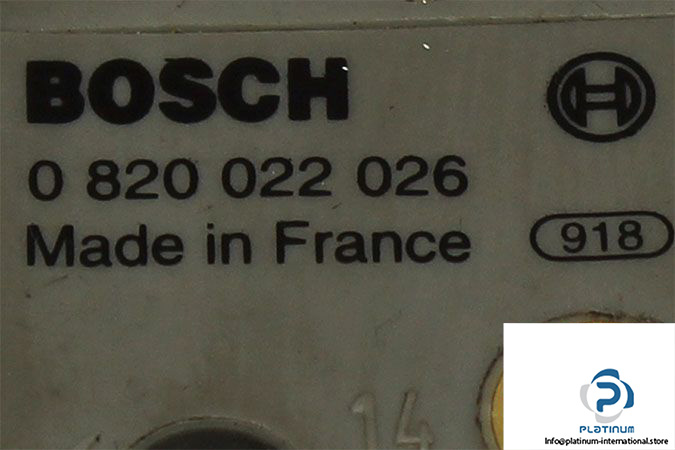 BOSCH
0 820 022 026
Made in France
918
14
PLATINUM
Info@platinum-international.store